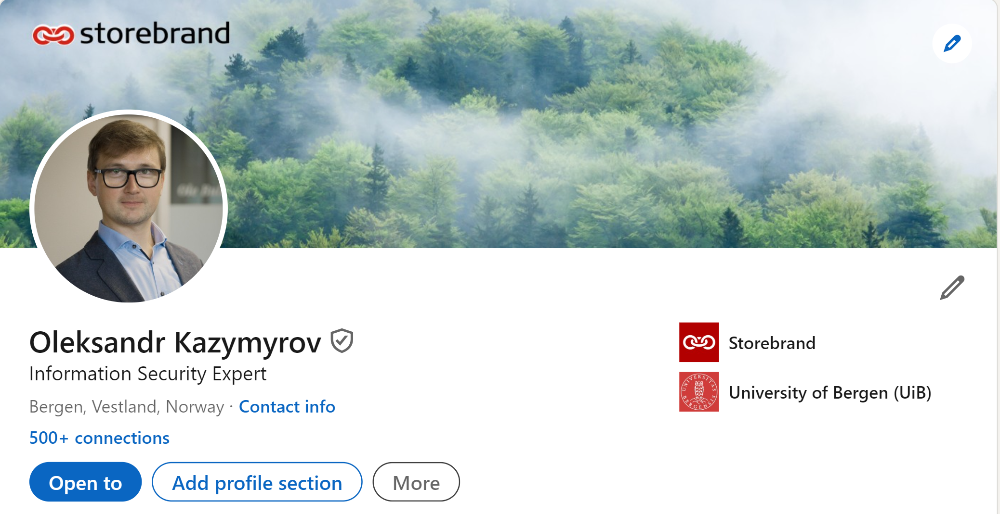 storebrand
Oleksandr Kazymyrov
Information Security Expert
Bergen, Vestland, Norway · Contact info
500+ connections
Open to
Add profile section
More
Storebrand
UNIVERSITAS BERGENSIS
University of Bergen (UiB)